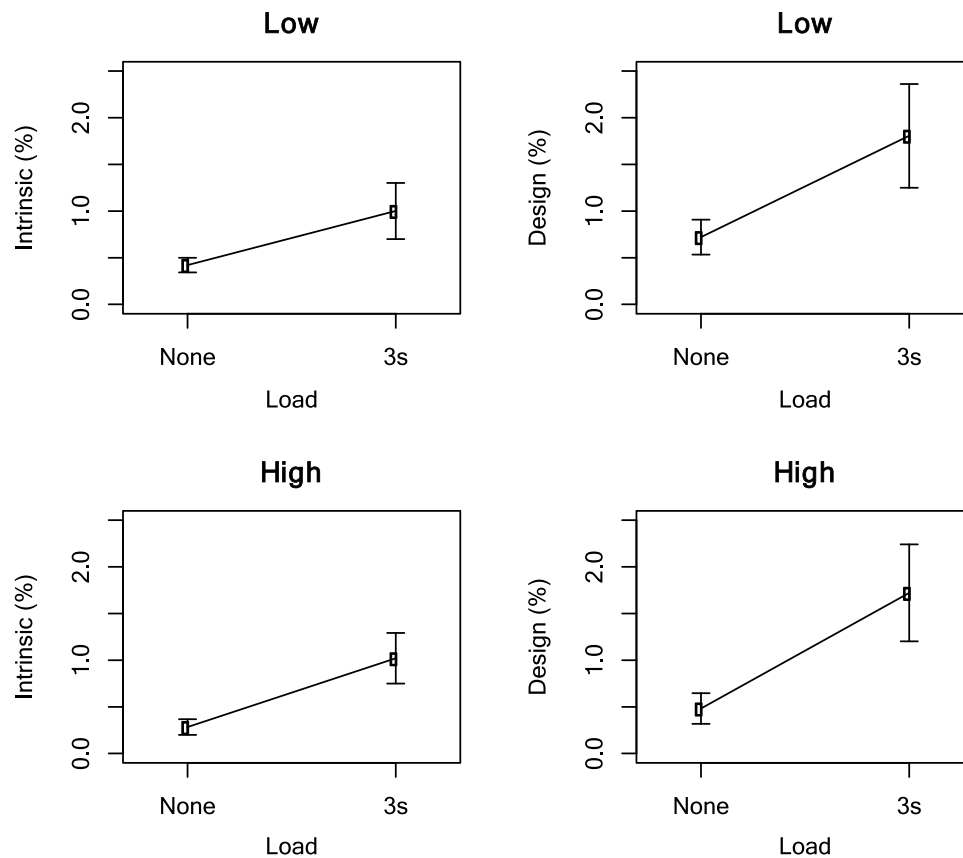 Low
Intrinsic (%)
2.0
1.0
0.0
None 3s
Load
Low
Design (%)
2.0
1.0
0.0
None 3s
Load
High
Intrinsic (%)
2.0
1.0
0.0
None 3s
Load
High
Design (%)
2.0
1.0
0.0
None 3s
Load